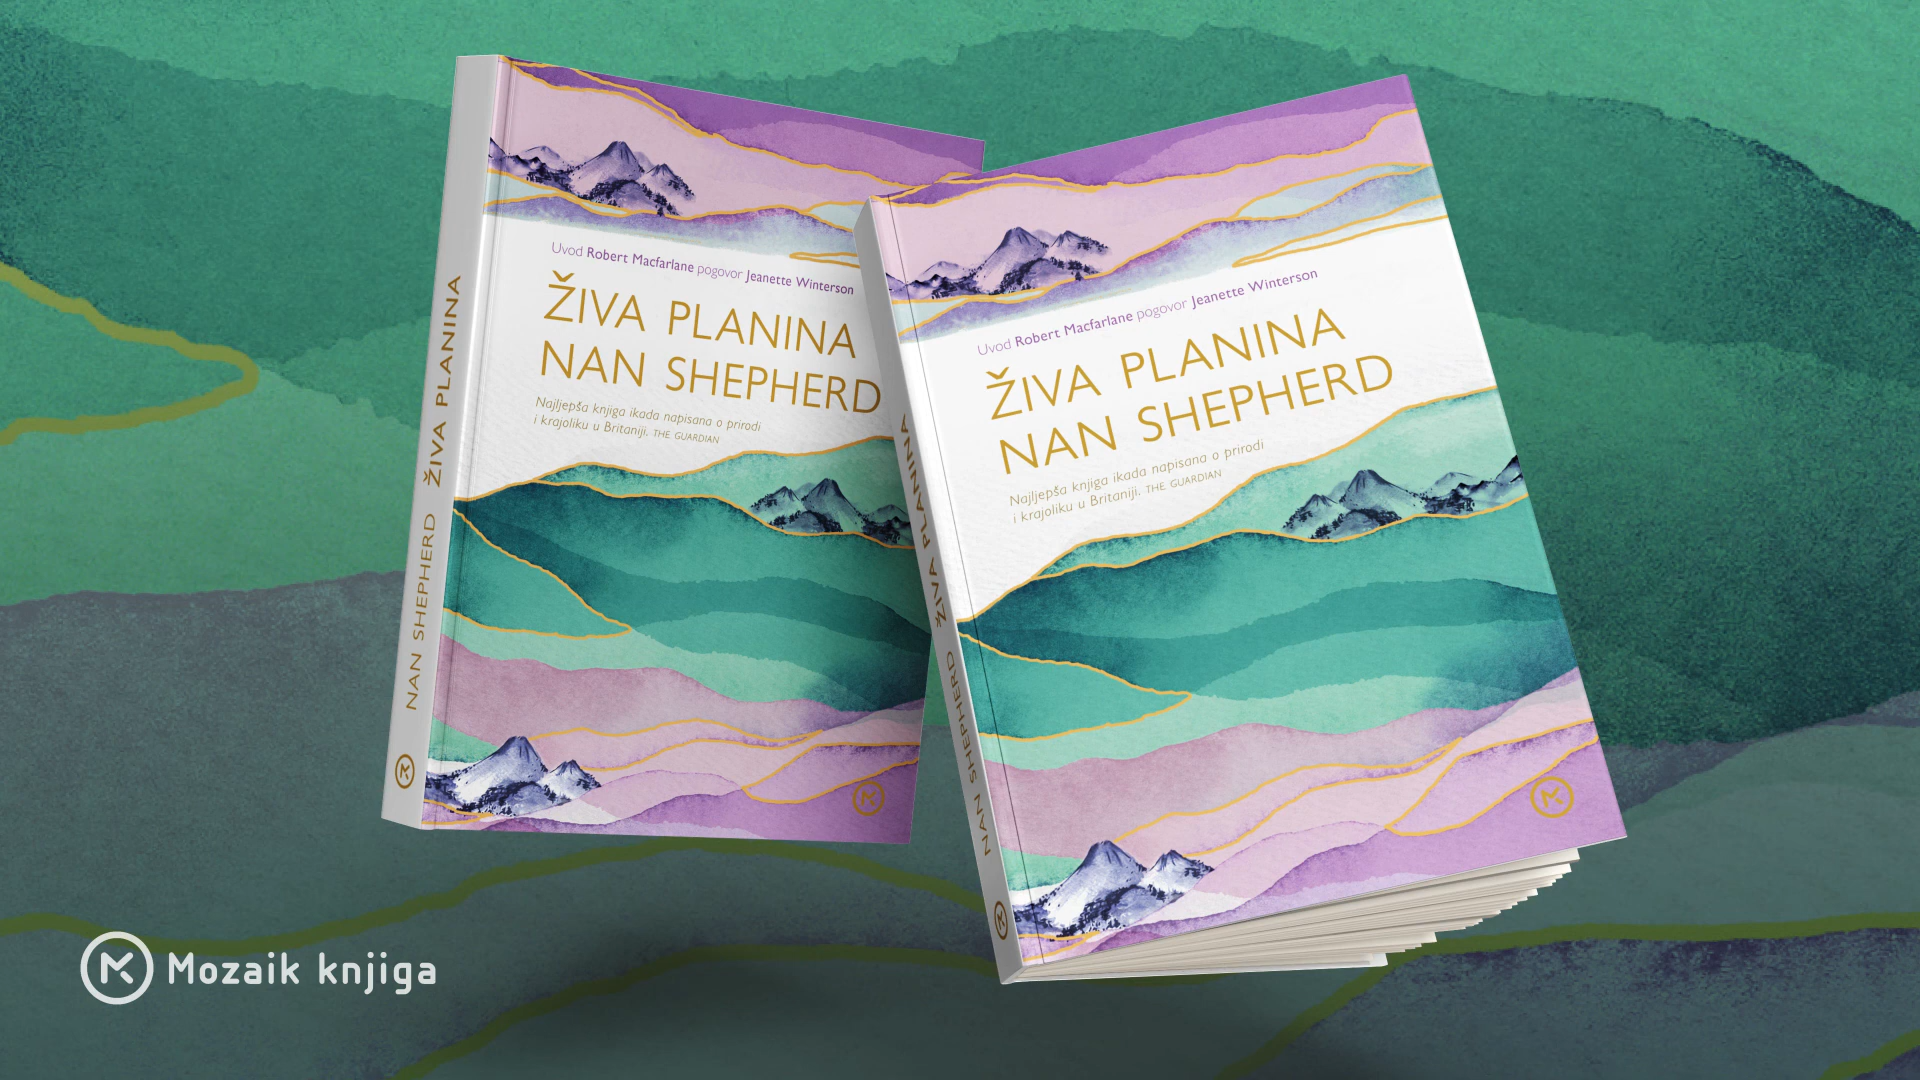 Uvod Robert Macfarlane pogovor Jeanette Winterson
ŽIVA PLANINA
NAN SHEPHERD
Najljepša knjiga ikada napisana o prirodi
i krajoliku u Britaniji. THE GUARDIAN
NAN SHEPHERD ŽIVA PLANINA
Uvod Robert Macfarlane pogovor Jeanette Winterson
ŽIVA PLANINA
NAN SHEPHERD
Najljepša knjiga ikada napisana o prirodi
i krajoliku u Britaniji. THE GUARDIAN
NAN SHEPHERD ŽIVA PLANINA
Mozaik knjiga